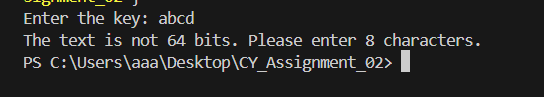 Enter the key: abcd
The text is not 64 bits. Please enter 8 characters.
PS C:\Users\aaa\Desktop\CY_Assignment_02>